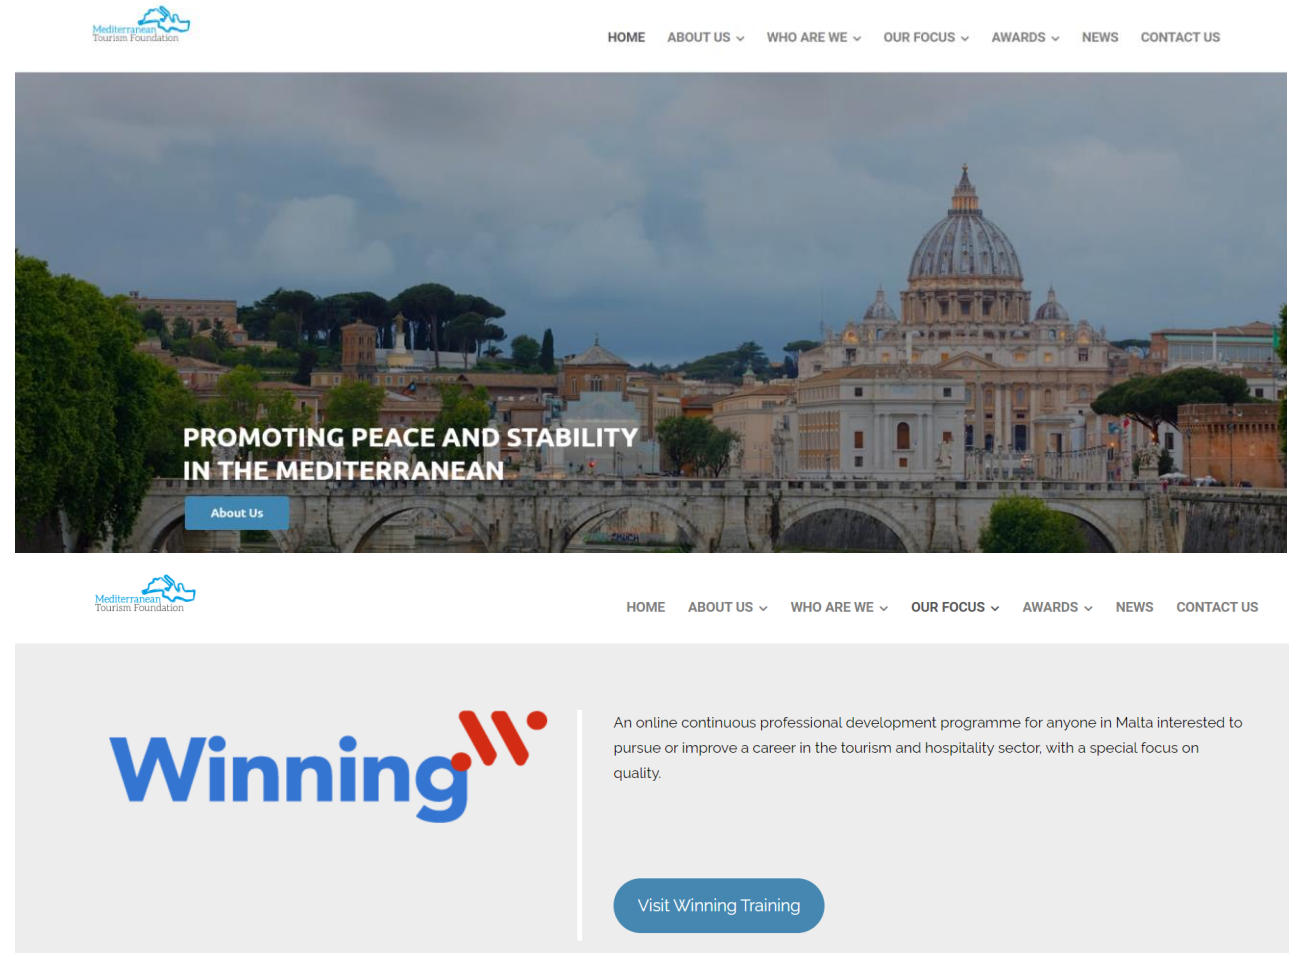 Mediterranean
Tourism Foundation
HOME ABOUT US WHO ARE WE OUR FOCUS AWARDS NEWS CONTACT US
PROMOTING PEACE AND STABILITY
IN THE MEDITERRANEAN
About Us
Mediterranean
Tourism Foundation
HOME ABOUT US WHO ARE WE OUR FOCUS AWARDS NEWS CONTACT US
Winning
An online continuous professional development programme for anyone in Malta interested to
pursue or improve a career in the tourism and hospitality sector, with a special focus on
quality.
Visit Winning Training